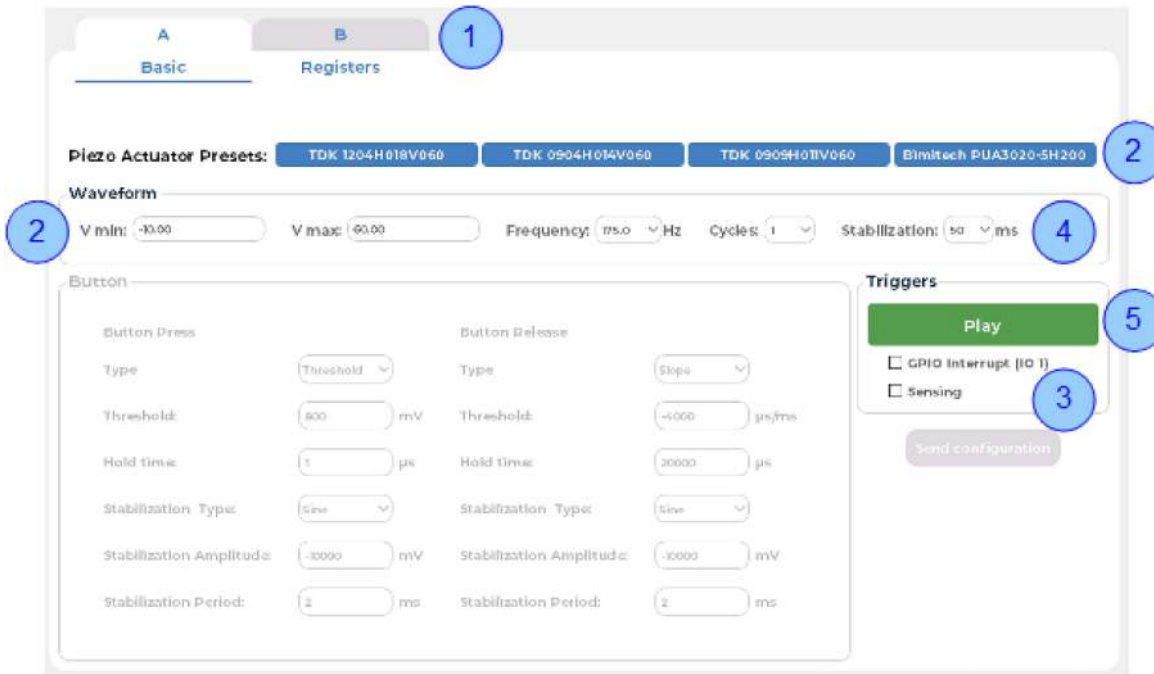 A B 1
Basic Registers
Piezo Actuator Presets: TDK 1204H018V060 TDK 0904H014V060 TDK 0909H011V060 Bimitech PUA3020-5H200 2
Waveform
2 V min: -10.00 V max: 60.00 Frequency: 175.0 Hz Cycles: 1 Stabilization: 50 ms 4
Button Triggers
Play 5
Button Press Button Release
GPIO Interrupt (IO 1)
Type Threshold Type Slope
Sensing
3
Threshold: 800 mV Threshold: -4000 µs/ms
Send configuration
Hold time: 1 µs Hold time: 20000 µs
Stabilization Type: Sine Stabilization Type: Sine
Stabilization Amplitude: -10000 mV Stabilization Amplitude: -10000 mV
Stabilization Period: 2 ms Stabilization Period: 2 ms